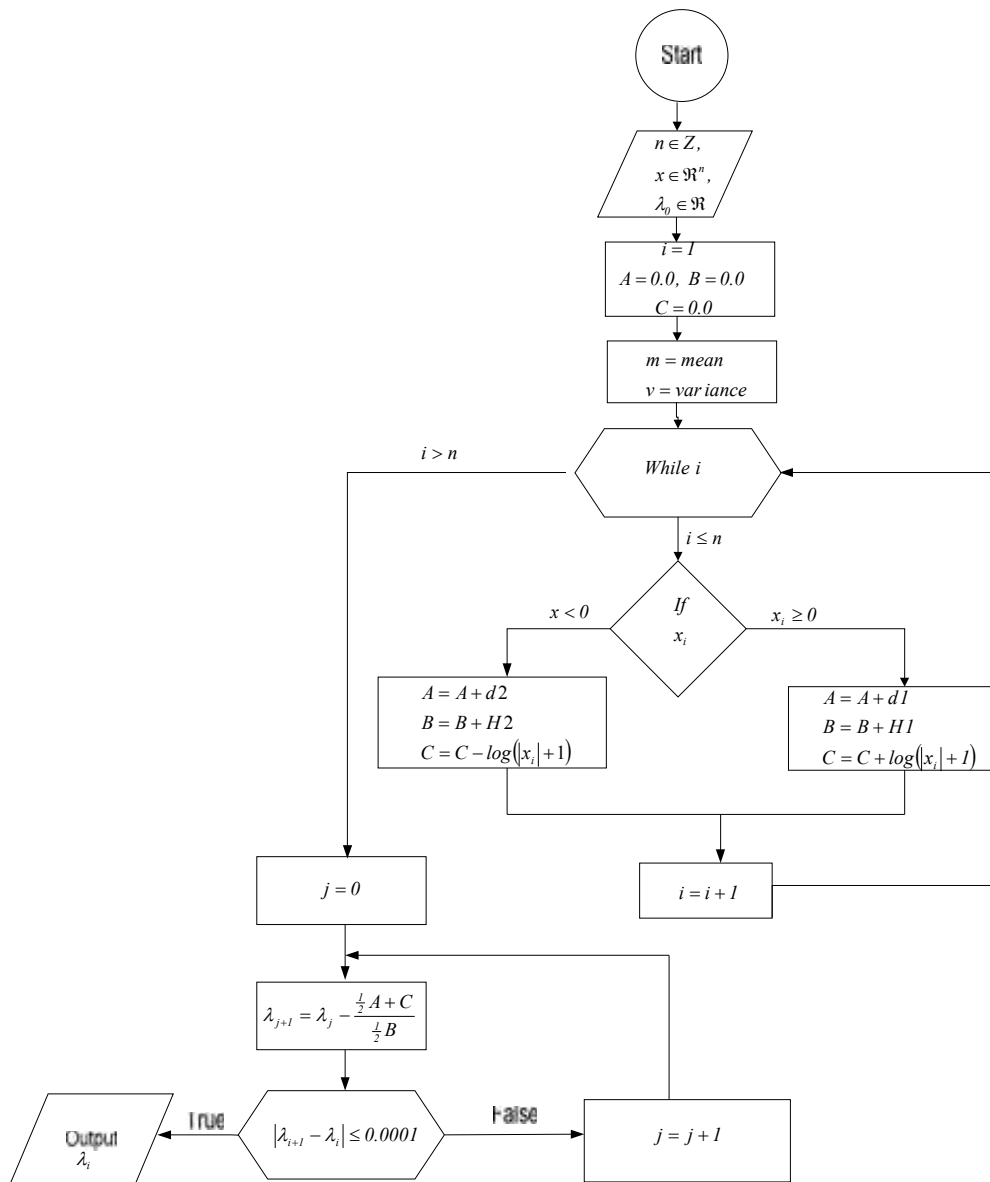 Start
n ∈ Z,
x ∈ ℜⁿ,
λ₀ ∈ ℜ
i = 1
A = 0.0, B = 0.0
C = 0.0
m = mean
v = variance
While i
i > n
i ≤ n
If
xᵢ
x < 0
xᵢ ≥ 0
A = A + d2
B = B + H2
C = C − log(|xᵢ| + 1)
A = A + d1
B = B + H1
C = C + log(|xᵢ| + 1)
i = i + 1
j = 0
λⱼ₊₁ = λⱼ − (½ A + C) / (½ B)
|λᵢ₊₁ − λᵢ| ≤ 0.0001
True
False
Output
λᵢ
j = j + 1